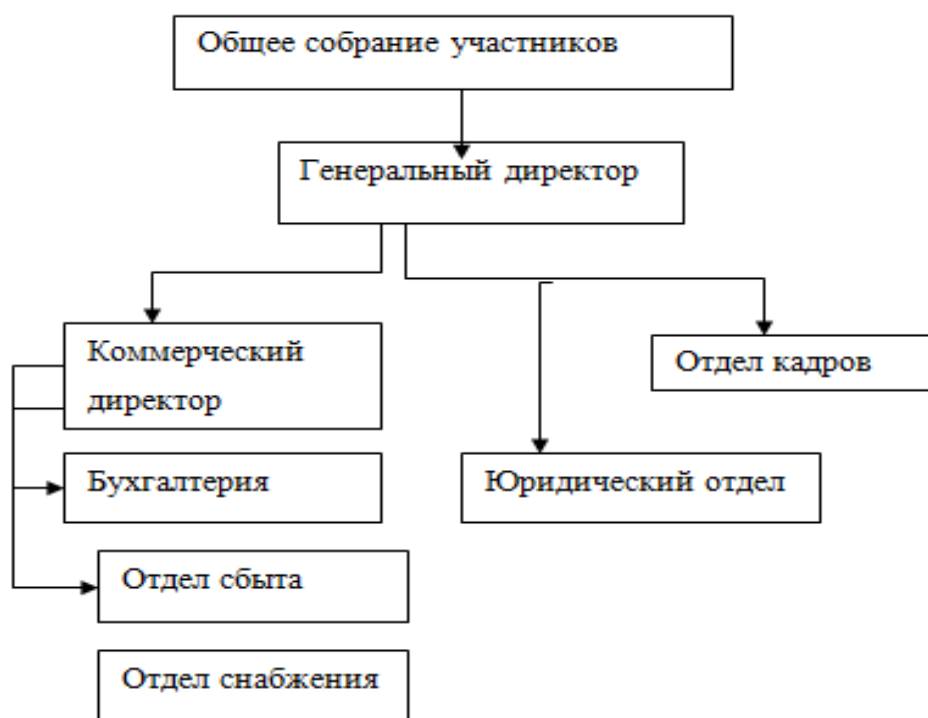 Общее собрание участников
Генеральный директор
Коммерческий
директор
Отдел кадров
Бухгалтерия
Юридический отдел
Отдел сбыта
Отдел снабжения